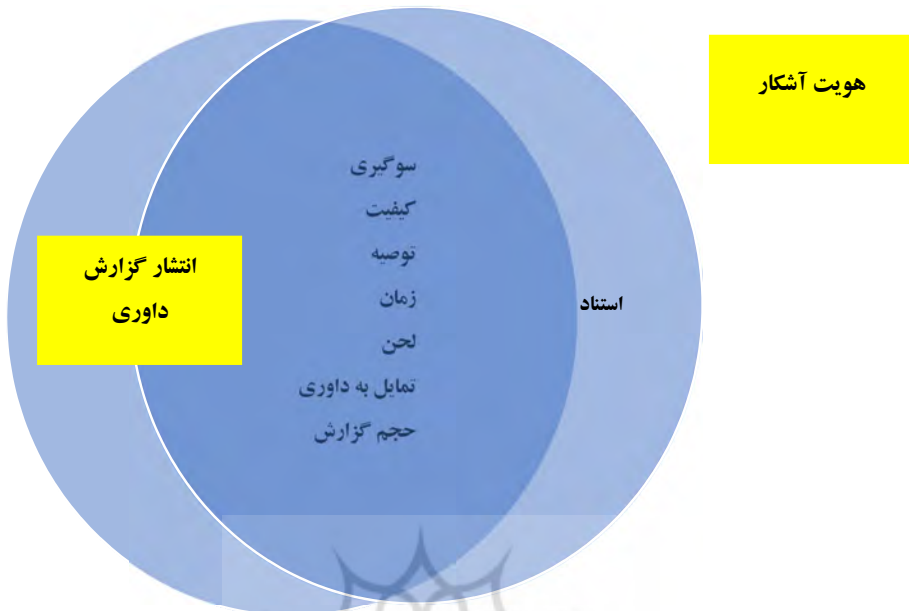 هویت آشکار
سوگیری
کیفیت
توصیه
زمان
لحن
تمایل به داوری
حجم گزارش
استناد
انتشار گزارش
داوری